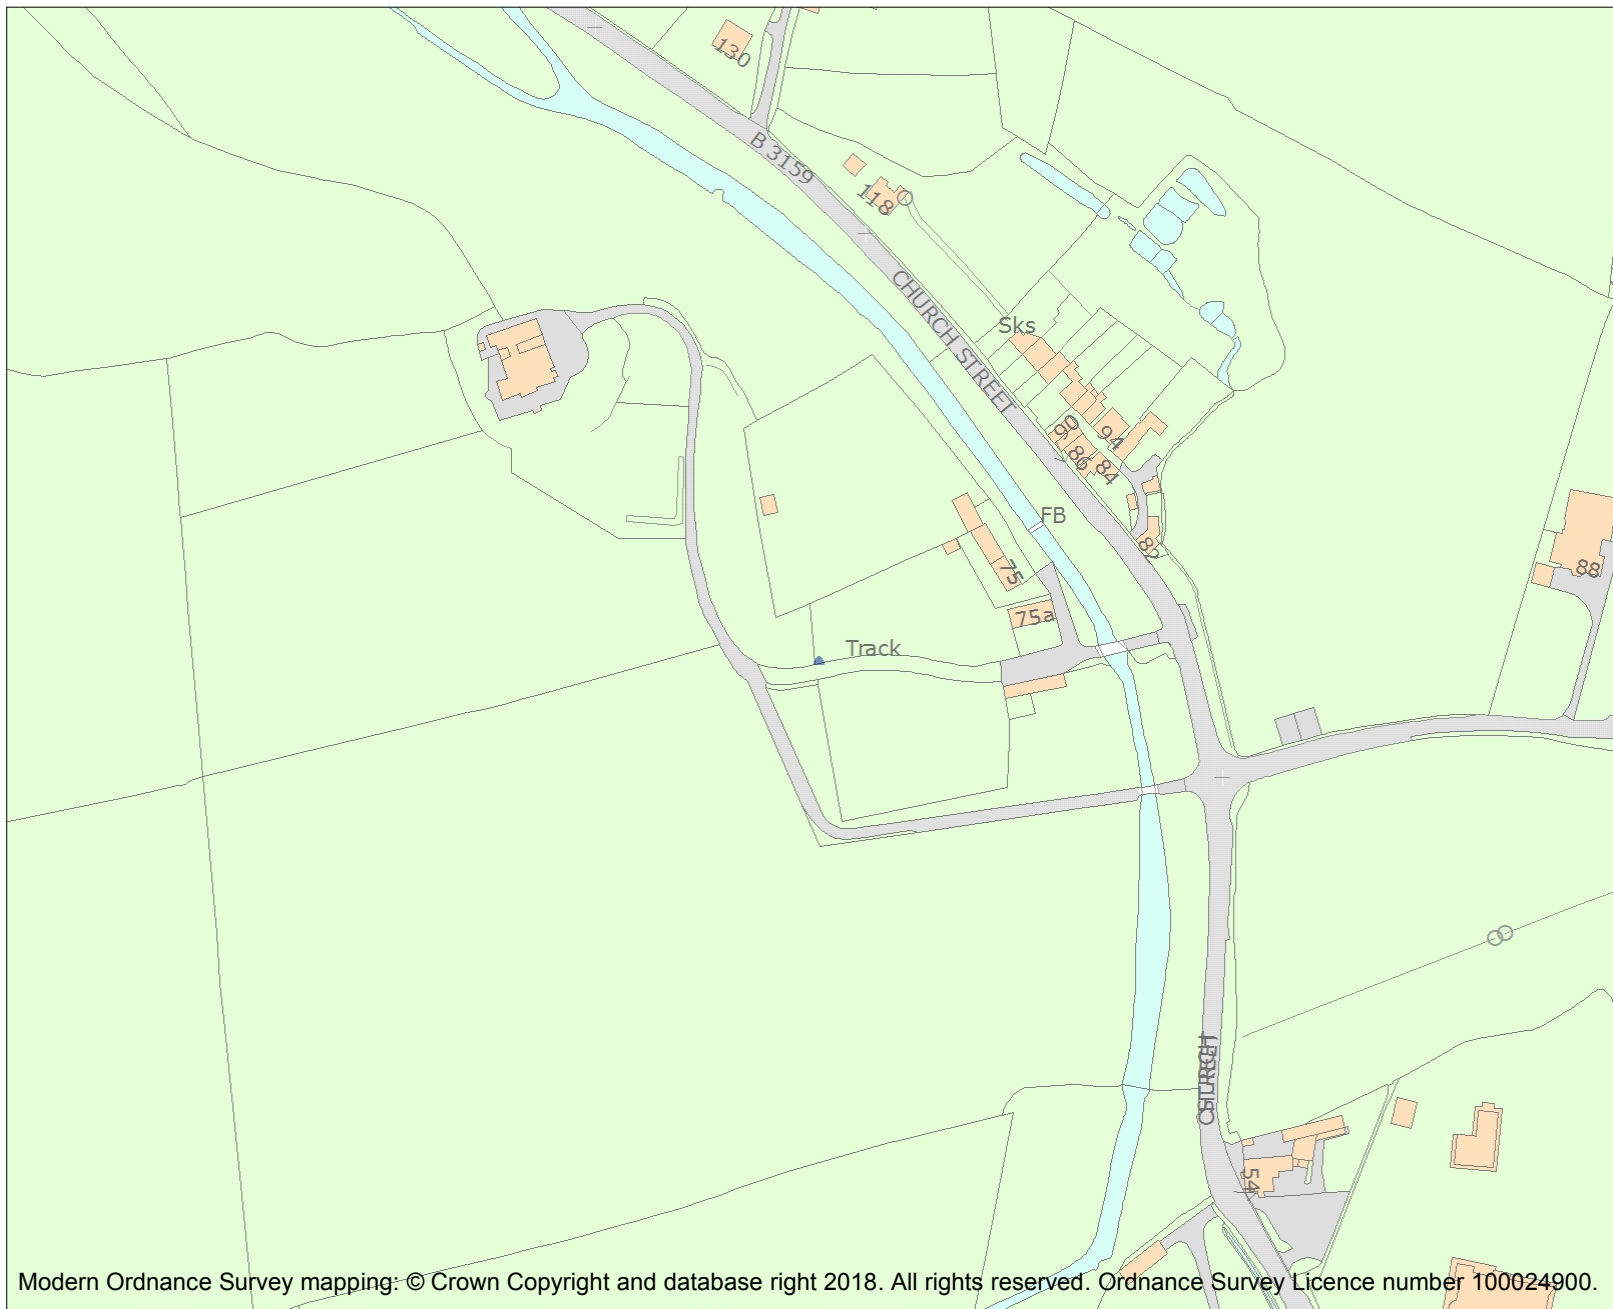 130
B 3159
118
CHURCH STREET
Sks
90
94
86
84
FB
82
75
88
75a
Track
CHURCH
STREET
54
Modern Ordnance Survey mapping: © Crown Copyright and database right 2018. All rights reserved. Ordnance Survey Licence number 100024900.